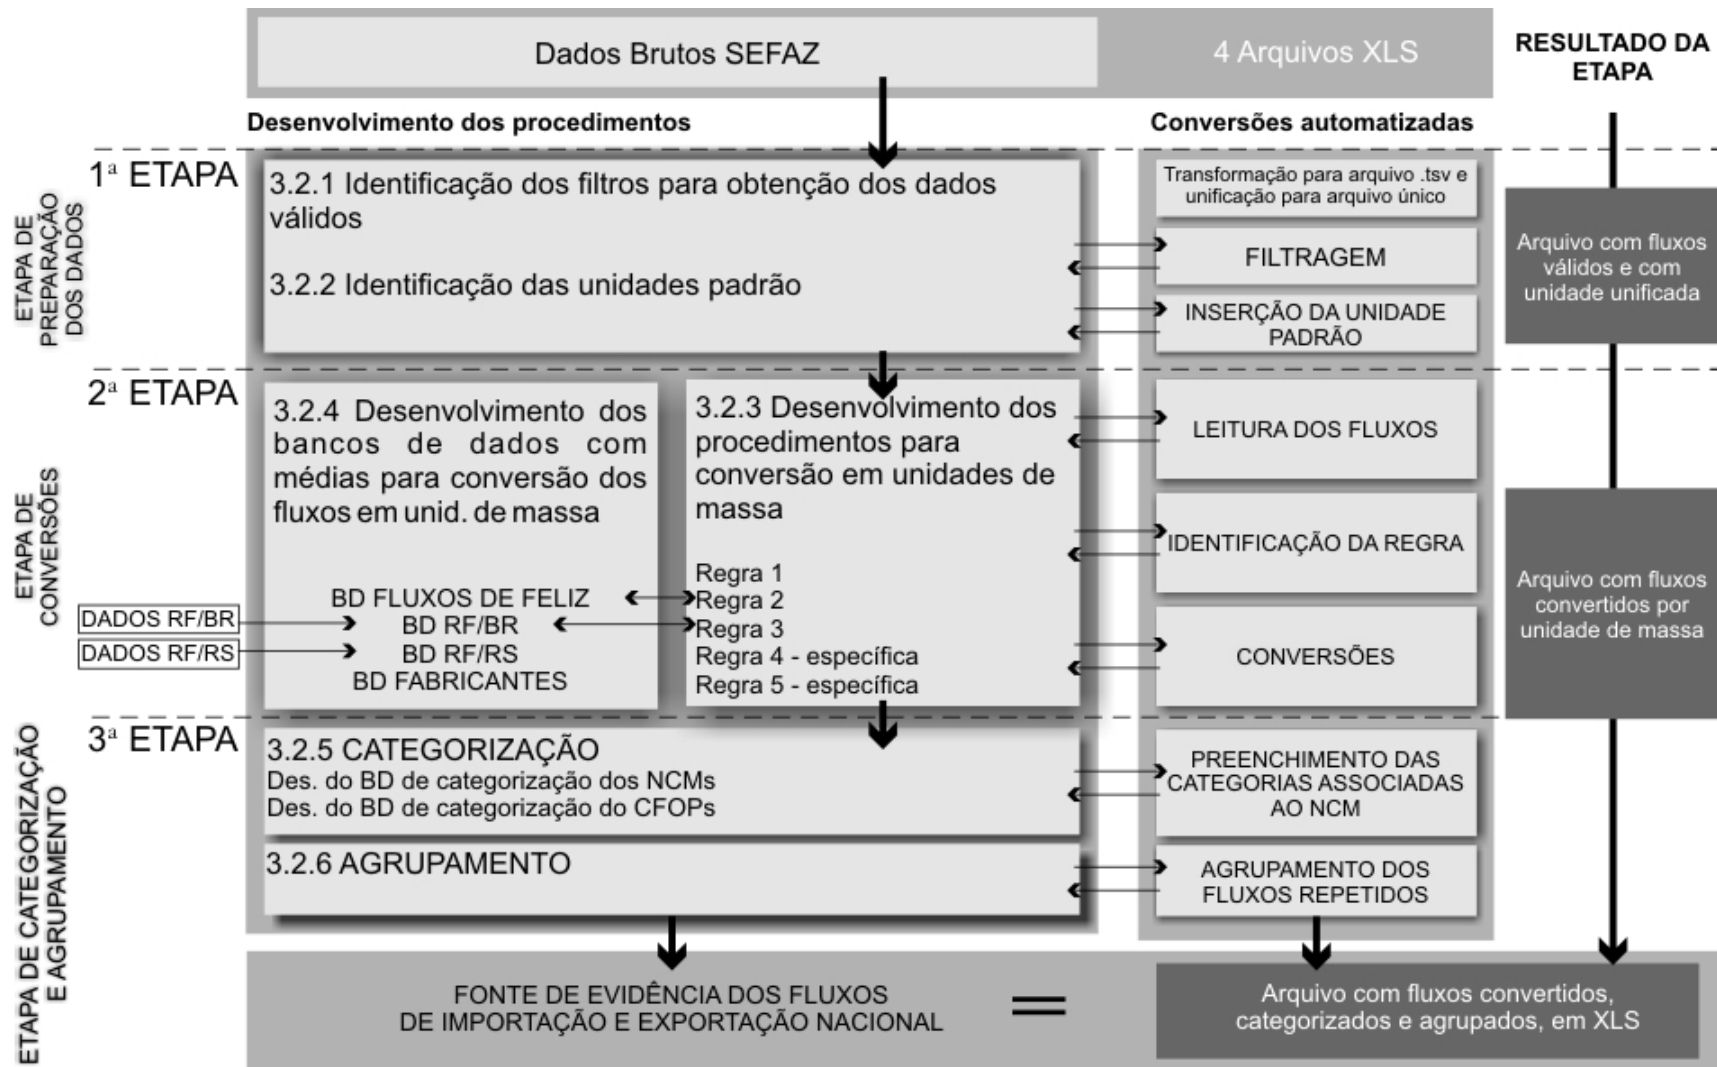 Dados Brutos SEFAZ
4 Arquivos XLS
RESULTADO DA
ETAPA
Desenvolvimento dos procedimentos
Conversões automatizadas
1ª ETAPA
ETAPA DE
PREPARAÇÃO
DOS DADOS
3.2.1 Identificação dos filtros para obtenção dos dados
válidos
3.2.2 Identificação das unidades padrão
Transformação para arquivo .tsv e
unificação para arquivo único
FILTRAGEM
INSERÇÃO DA UNIDADE
PADRÃO
Arquivo com fluxos
válidos e com
unidade unificada
2ª ETAPA
ETAPA DE
CONVERSÕES
3.2.4 Desenvolvimento dos
bancos de dados com
médias para conversão dos
fluxos em unid. de massa
BD FLUXOS DE FELIZ
BD RF/BR
BD RF/RS
BD FABRICANTES
DADOS RF/BR
DADOS RF/RS
3.2.3 Desenvolvimento dos
procedimentos para
conversão em unidades de
massa
Regra 1
Regra 2
Regra 3
Regra 4 - específica
Regra 5 - específica
LEITURA DOS FLUXOS
IDENTIFICAÇÃO DA REGRA
CONVERSÕES
Arquivo com fluxos
convertidos por
unidade de massa
3ª ETAPA
ETAPA DE CATEGORIZAÇÃO
E AGRUPAMENTO
3.2.5 CATEGORIZAÇÃO
Des. do BD de categorização dos NCMs
Des. do BD de categorização do CFOPs
3.2.6 AGRUPAMENTO
PREENCHIMENTO DAS
CATEGORIAS ASSOCIADAS
AO NCM
AGRUPAMENTO DOS
FLUXOS REPETIDOS
FONTE DE EVIDÊNCIA DOS FLUXOS
DE IMPORTAÇÃO E EXPORTAÇÃO NACIONAL
=
Arquivo com fluxos convertidos,
categorizados e agrupados, em XLS